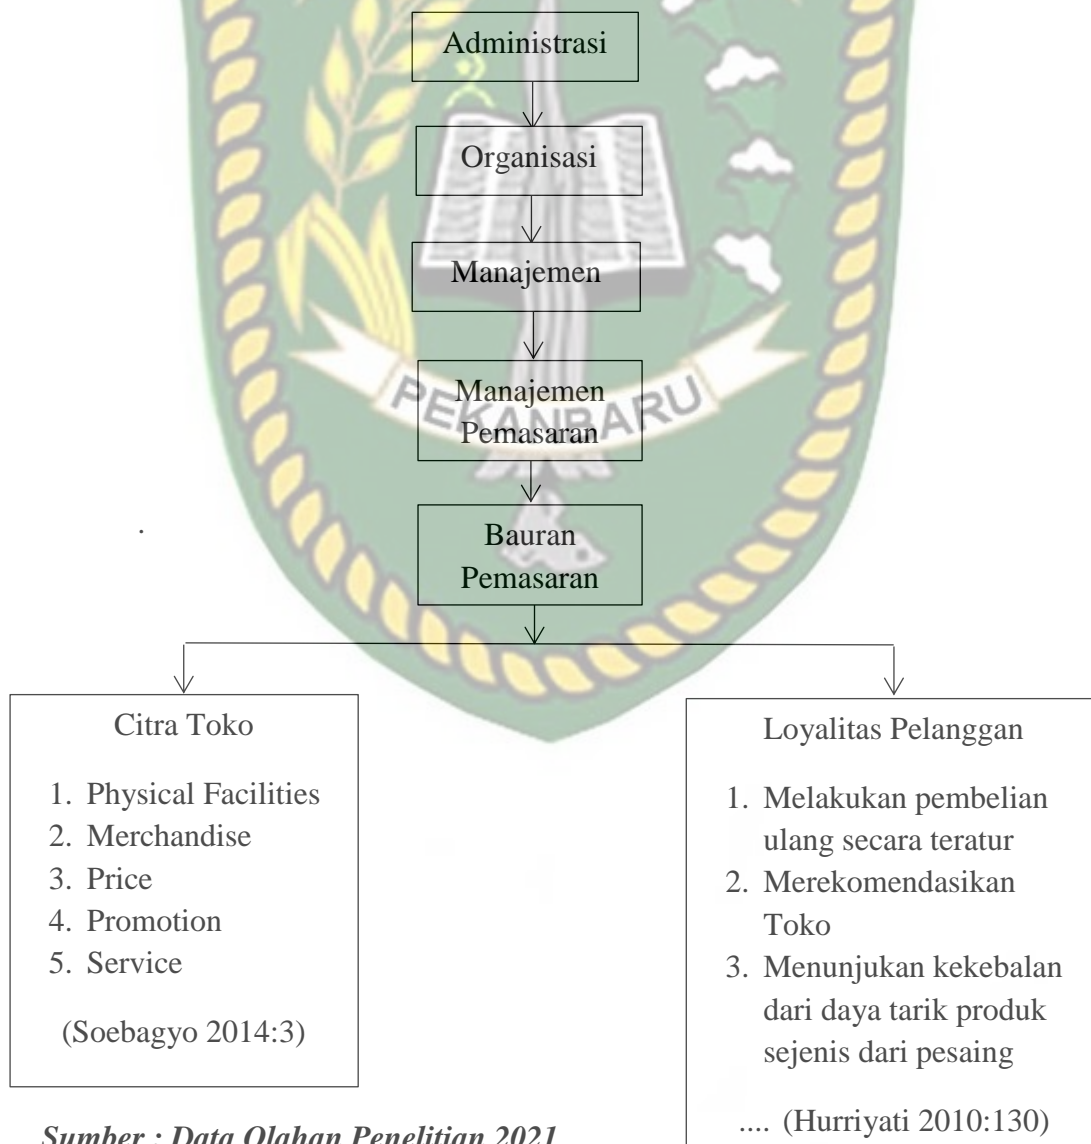 Administrasi
Organisasi
Manajemen
Manajemen
Pemasaran
PEKANBARU
Bauran
Pemasaran
.
Citra Toko
1. Physical Facilities
2. Merchandise
3. Price
4. Promotion
5. Service
(Soebagyo 2014:3)
Loyalitas Pelanggan
1. Melakukan pembelian
ulang secara teratur
2. Merekomendasikan
Toko
3. Menunjukan kekebalan
dari daya tarik produk
sejenis dari pesaing
.... (Hurriyati 2010:130)
Sumber : Data Olahan Penelitian 2021